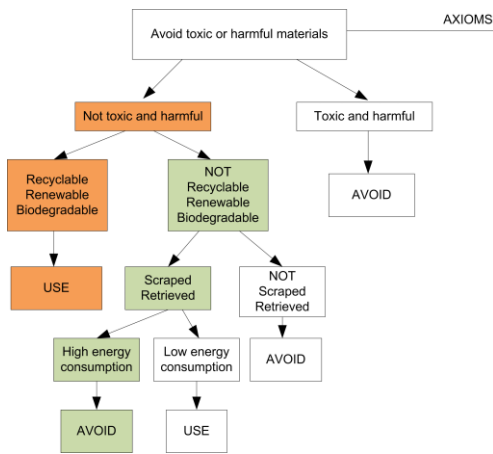 AXIOMS
Avoid toxic or harmful materials
Not toxic and harmful
Toxic and harmful
Recyclable
Renewable
Biodegradable
NOT
Recyclable
Renewable
Biodegradable
AVOID
USE
Scraped
Retrieved
NOT
Scraped
Retrieved
High energy
consumption
Low energy
consumption
AVOID
AVOID
USE